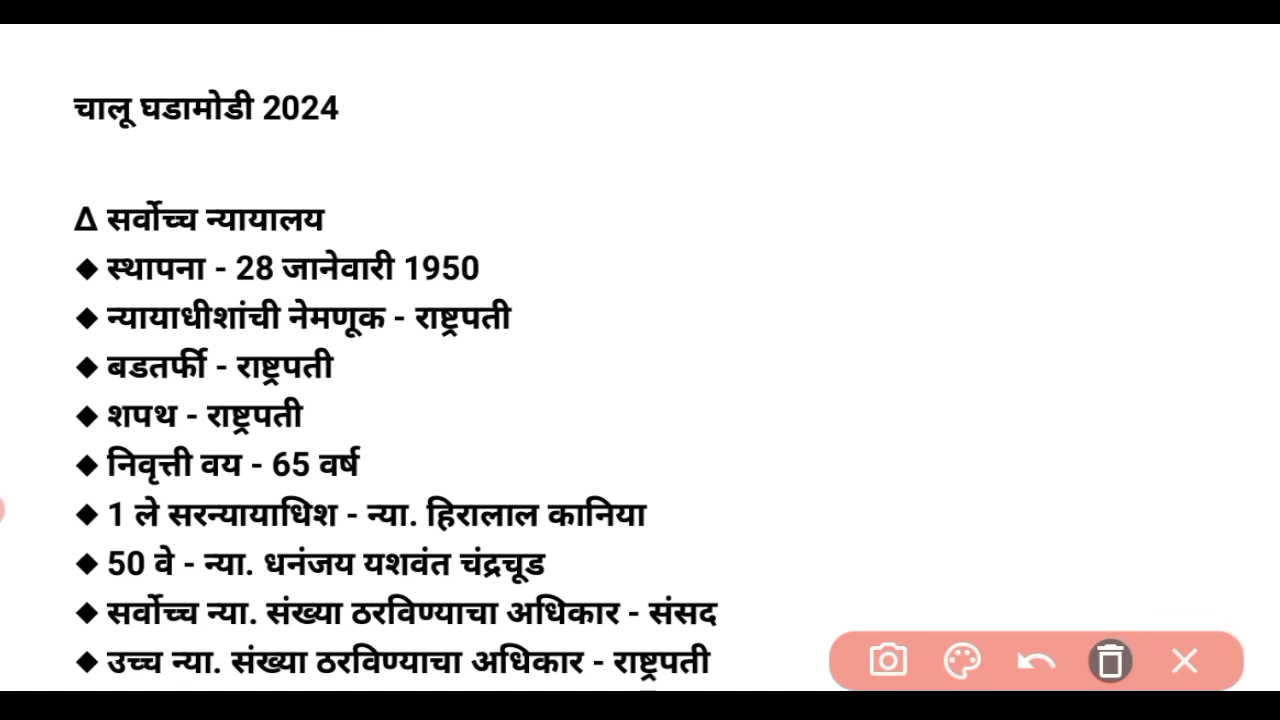 चालू घडामोडी 2024
∆ सर्वोच्च न्यायालय
◆ स्थापना - 28 जानेवारी 1950
◆ न्यायाधीशांची नेमणूक - राष्ट्रपती
◆ बडतर्फी - राष्ट्रपती
◆ शपथ - राष्ट्रपती
◆ निवृत्ती वय - 65 वर्ष
◆ 1 ले सरन्यायाधिश - न्या. हिरालाल कानिया
◆ 50 वे - न्या. धनंजय यशवंत चंद्रचूड
◆ सर्वोच्च न्या. संख्या ठरविण्याचा अधिकार - संसद
◆ उच्च न्या. संख्या ठरविण्याचा अधिकार - राष्ट्रपती